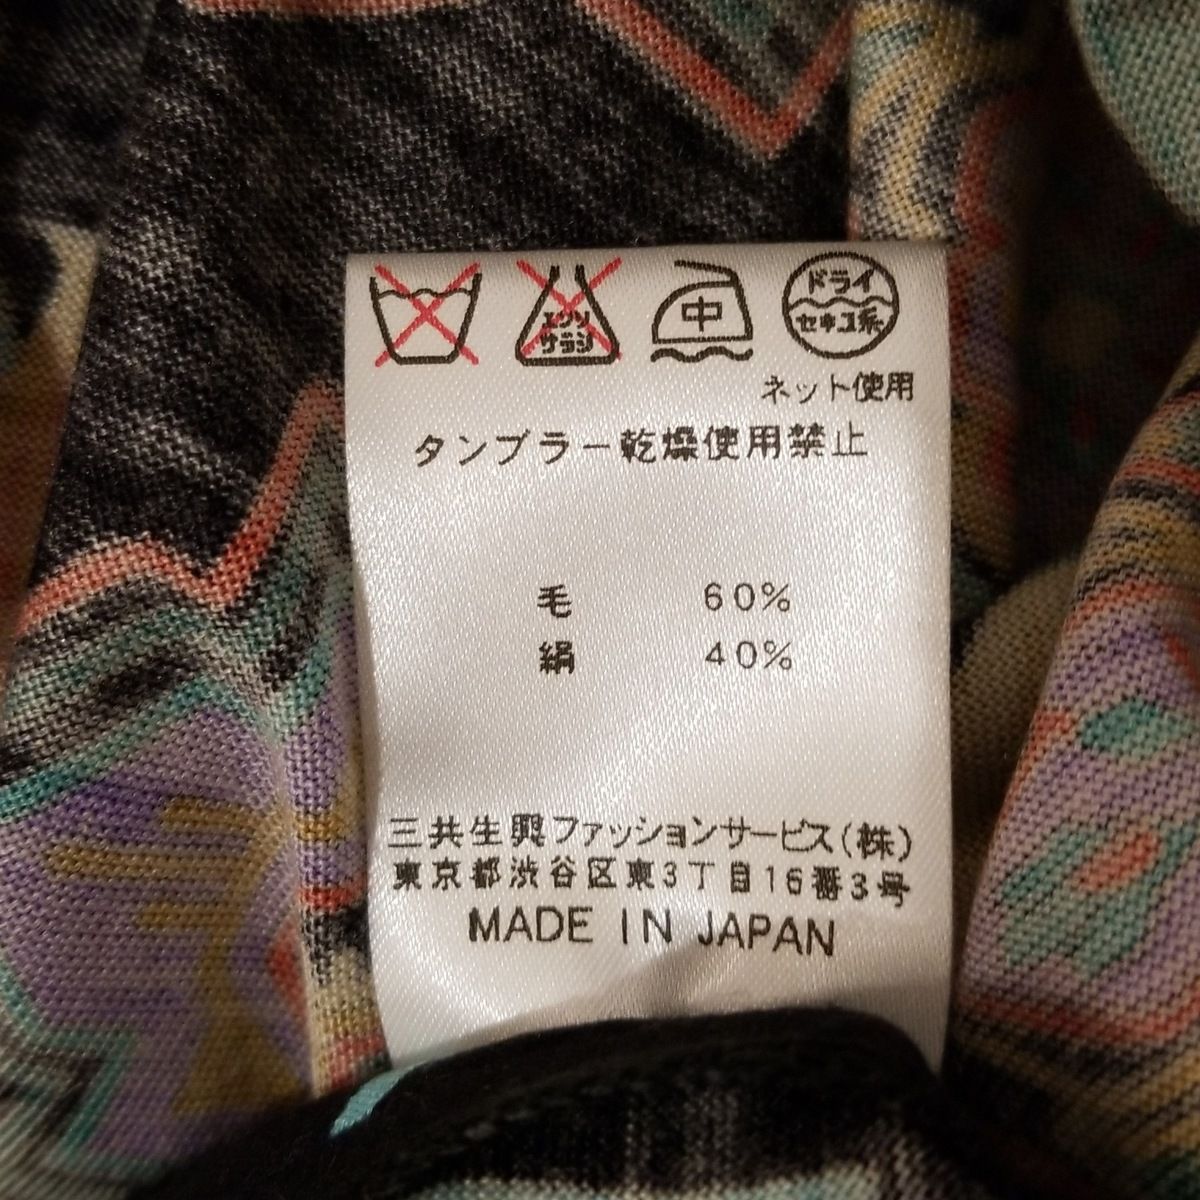 エンソ
サラシ
中
ドライ
セキユ系
ネット使用
タンブラー乾燥使用禁止
毛 60%
絹 40%
三共生興ファッションサービス(株)
東京都渋谷区東3丁目16番3号
MADE IN JAPAN